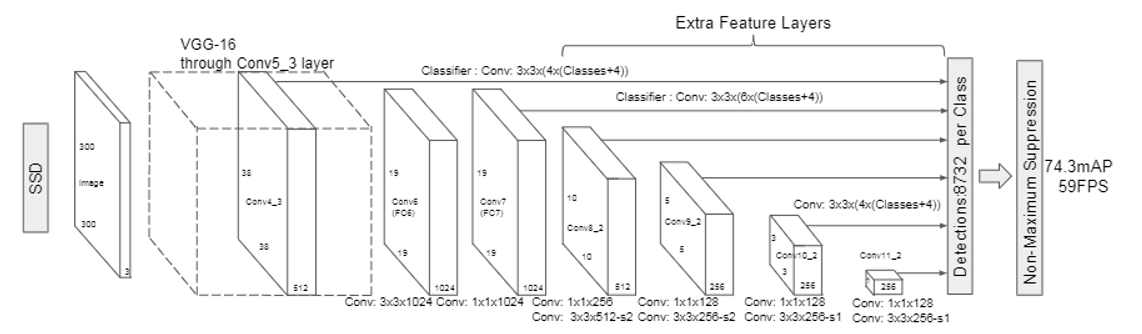 Extra Feature Layers
VGG-16
through Conv5_3 layer
Classifier : Conv: 3x3x(4x(Classes+4))
Classifier : Conv: 3x3x(6x(Classes+4))
SSD
300
Image
300
3
38
Conv4_3
38
512
19
Conv6
(FC6)
19
1024
19
Conv7
(FC7)
19
1024
10
Conv8_2
10
512
5
Conv9_2
5
256
Conv: 3x3x(4x(Classes+4))
3
Conv10_2
3
256
Conv11_2
256
Detections:8732 per Class
Non-Maximum Suppression
74.3mAP
59FPS
Conv: 3x3x1024
Conv: 1x1x1024
Conv: 1x1x256
Conv: 3x3x512-s2
Conv: 1x1x128
Conv: 3x3x256-s2
Conv: 1x1x128
Conv: 3x3x256-s1
Conv: 1x1x128
Conv: 3x3x256-s1